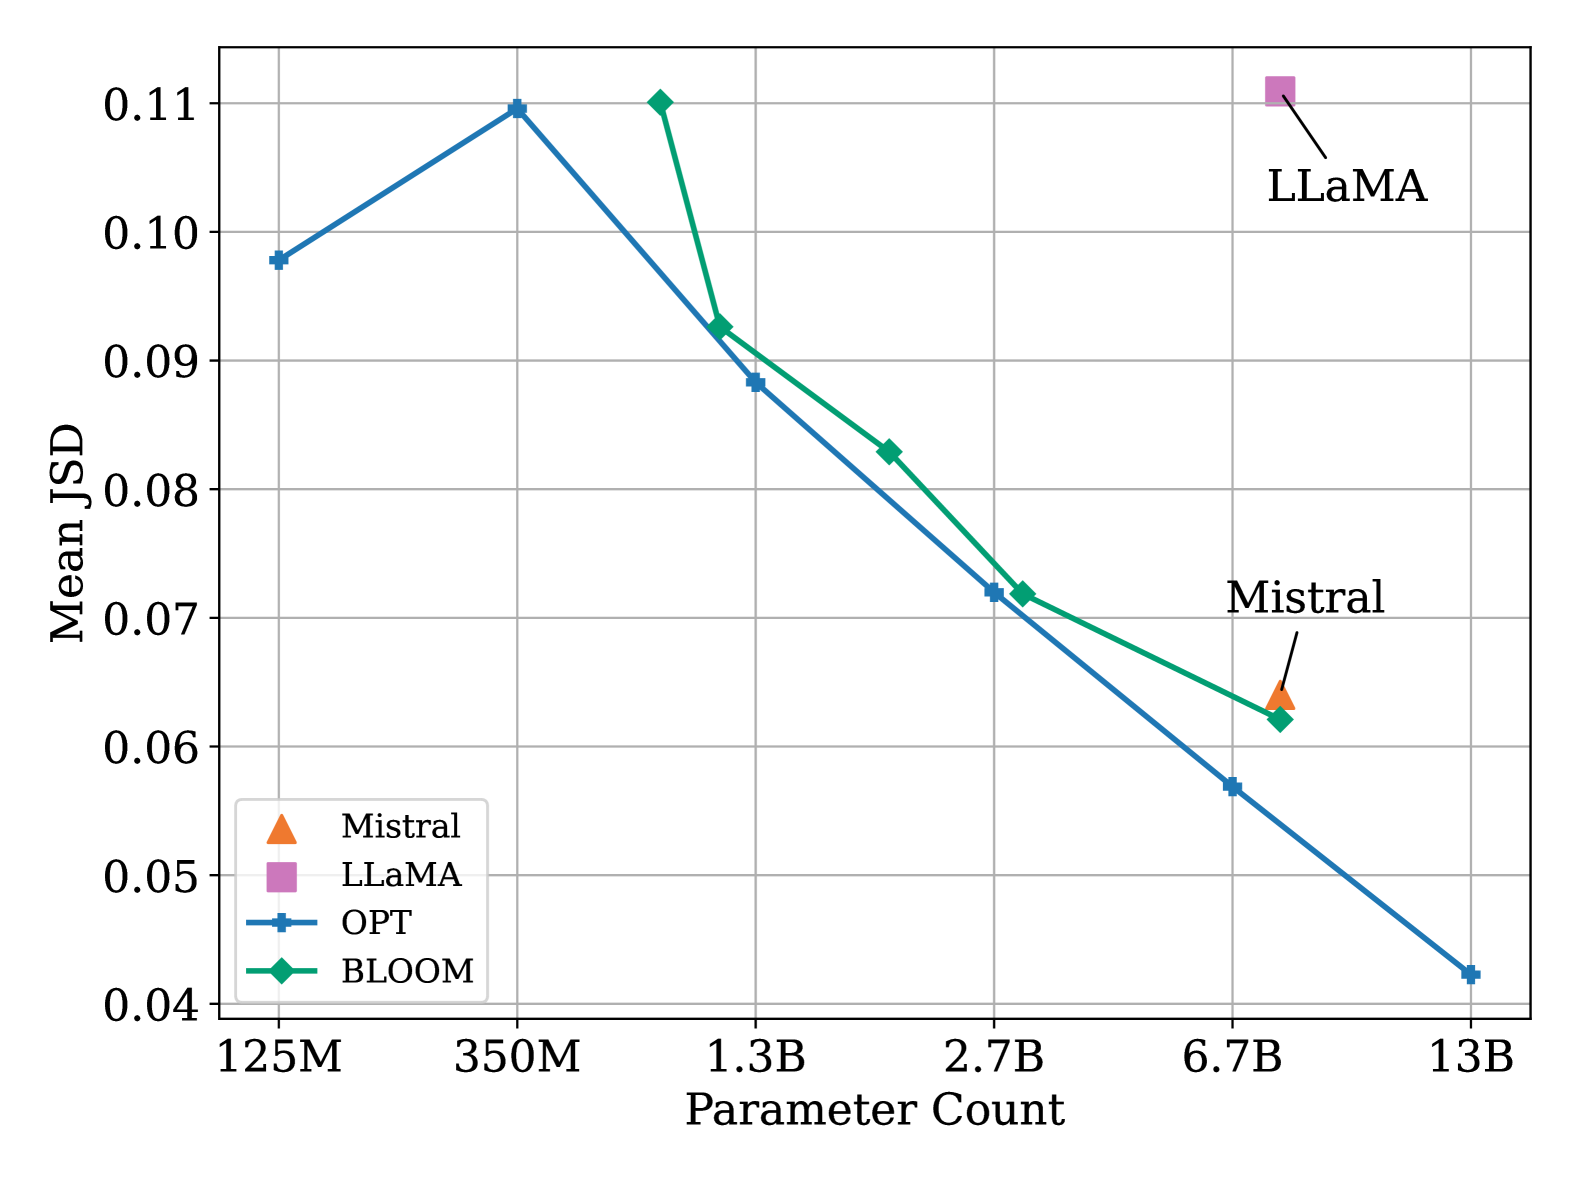 0.11
0.10
0.09
0.08
0.07
0.06
0.05
0.04
Mean JSD
LLaMA
Mistral
Mistral
LLaMA
OPT
BLOOM
125M 350M 1.3B 2.7B 6.7B 13B
Parameter Count